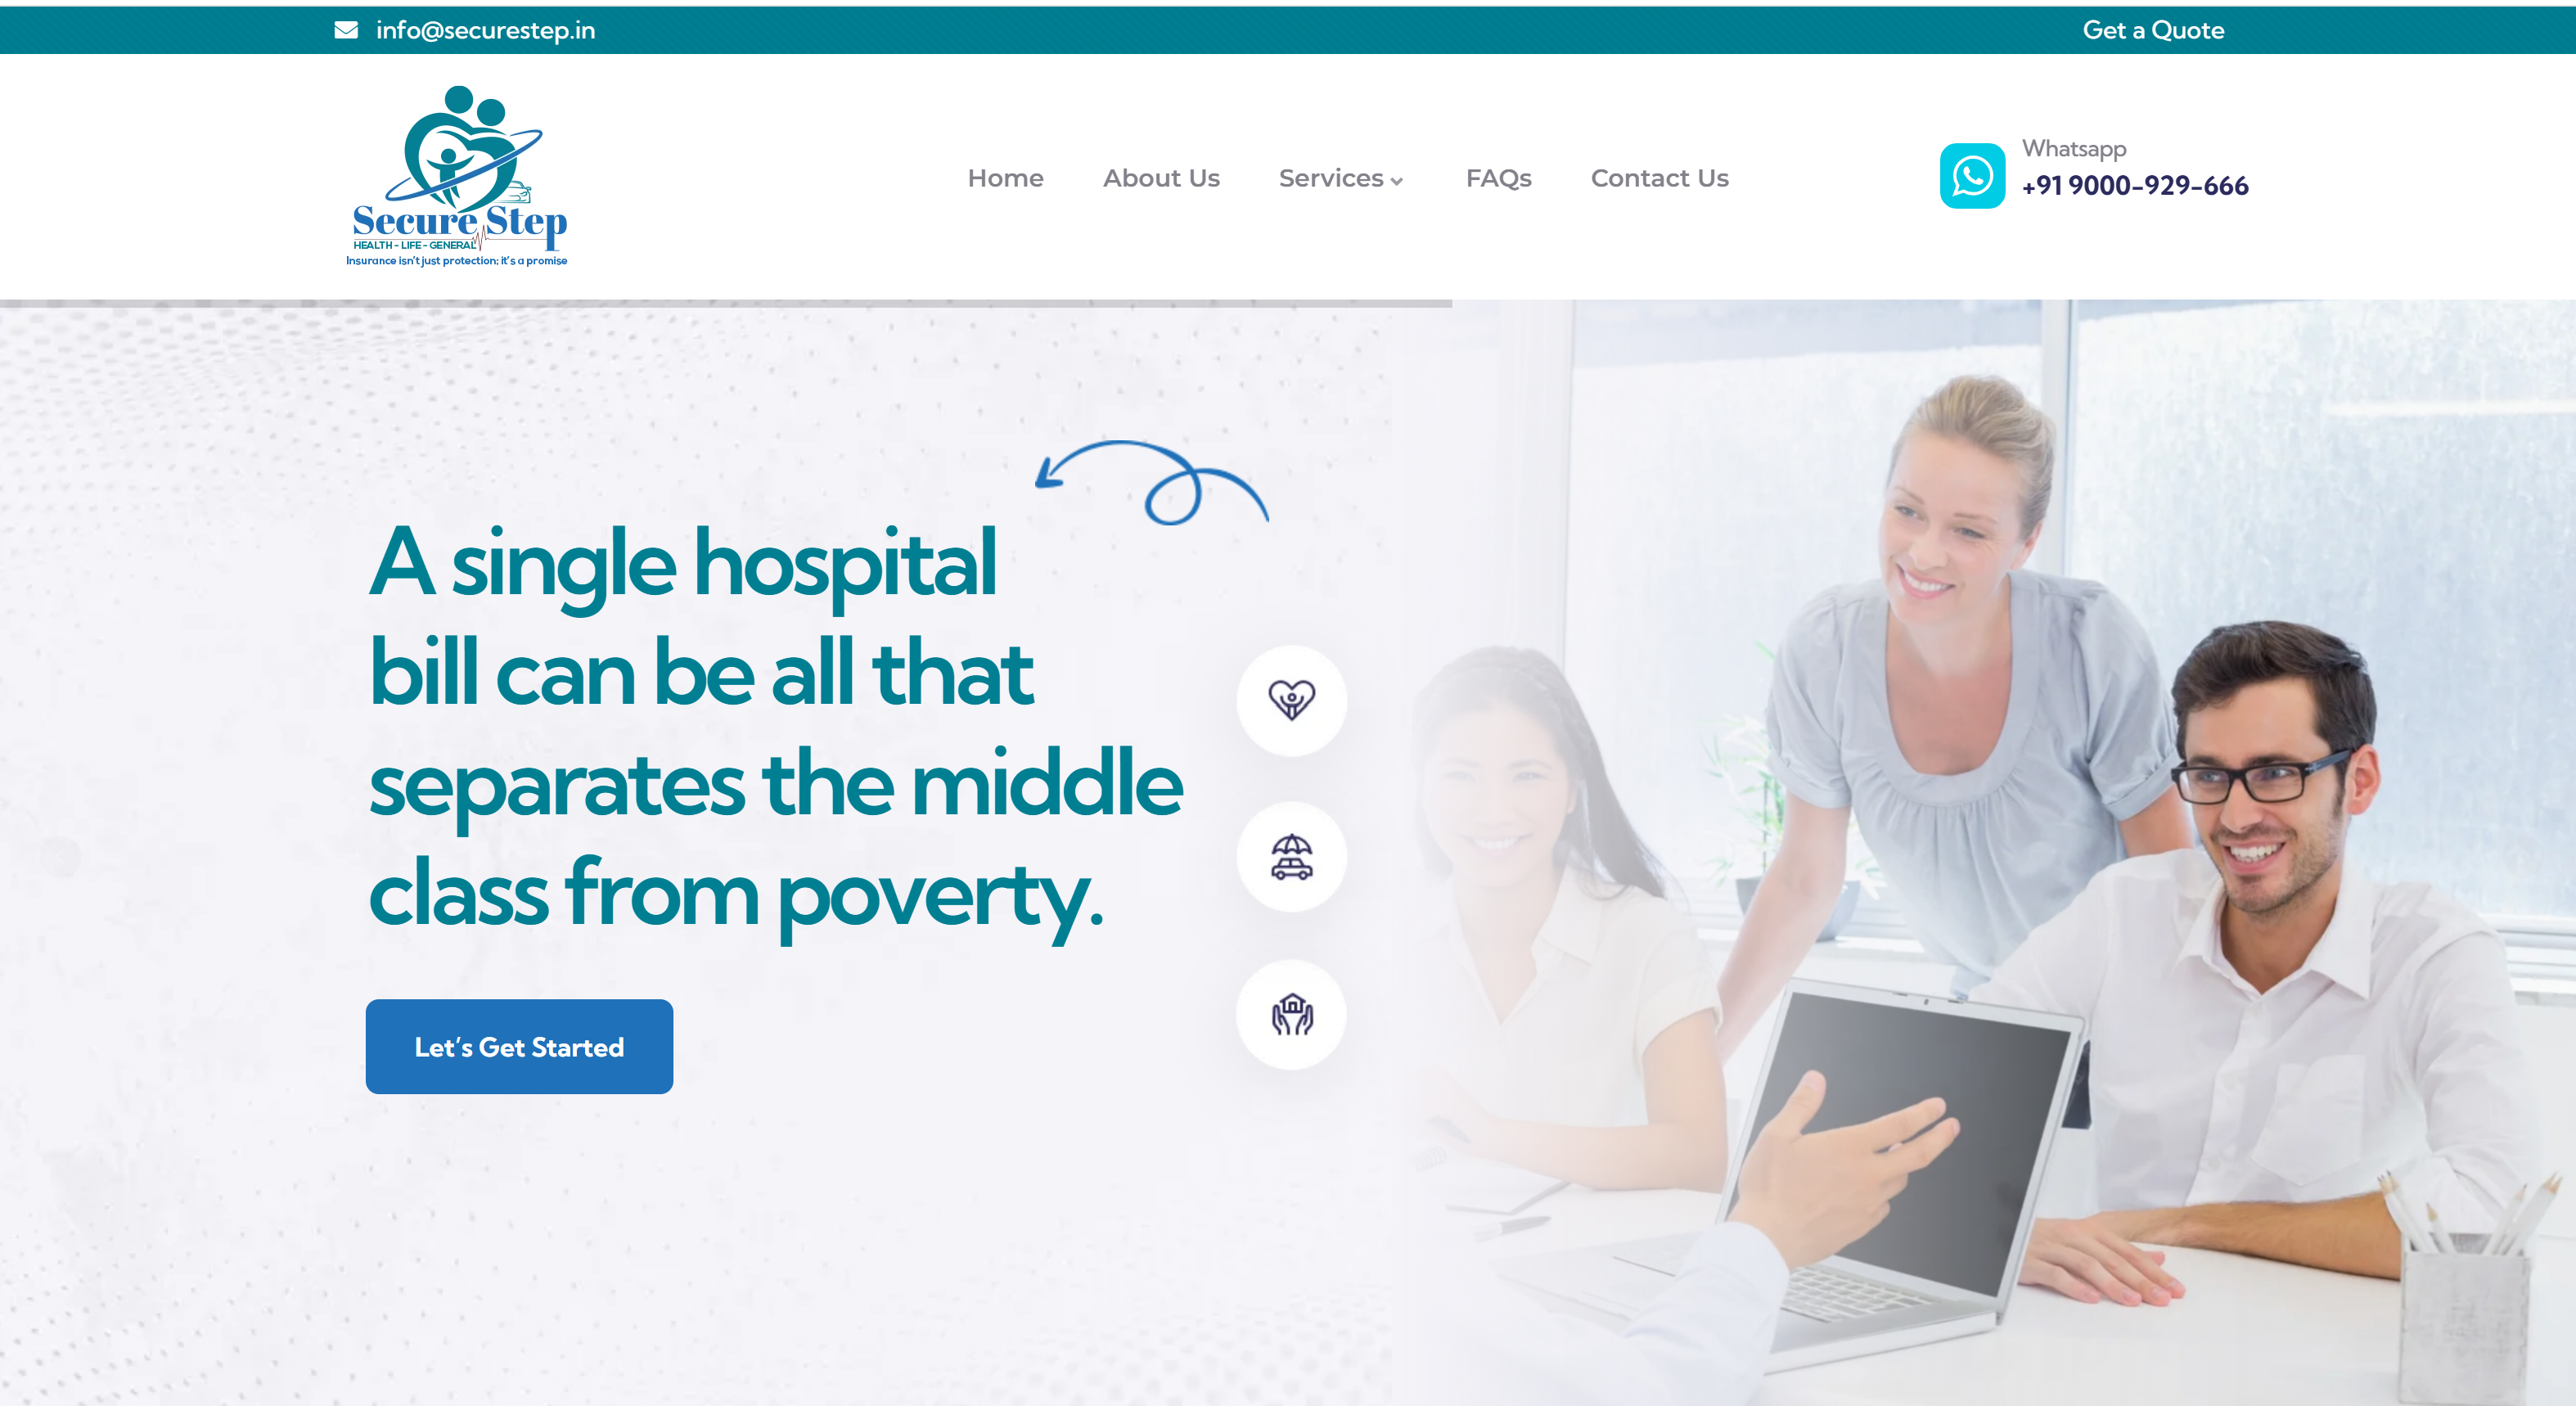 info@securestep.in
Get a Quote
Secure Step
HEALTH - LIFE - GENERAL
Insurance isn't just protection; it's a promise
Home
About Us
Services
FAQs
Contact Us
Whatsapp
+91 9000-929-666
A single hospital
bill can be all that
separates the middle
class from poverty.
Let's Get Started